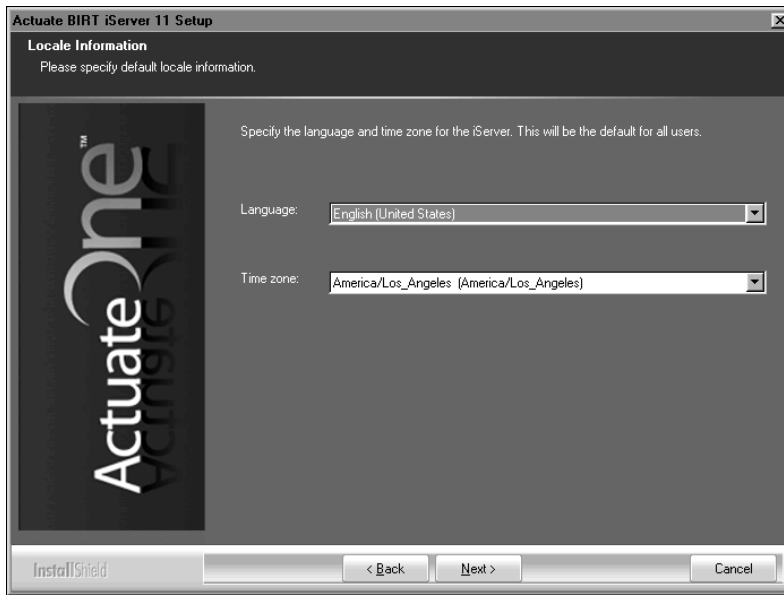 Actuate BIRT iServer 11 Setup
Locale Information
Please specify default locale information.
ActuateOne™
Specify the language and time zone for the iServer. This will be the default for all users.
Language:
English (United States)
Time zone:
America/Los_Angeles (America/Los_Angeles)
InstallShield
< Back
Next >
Cancel